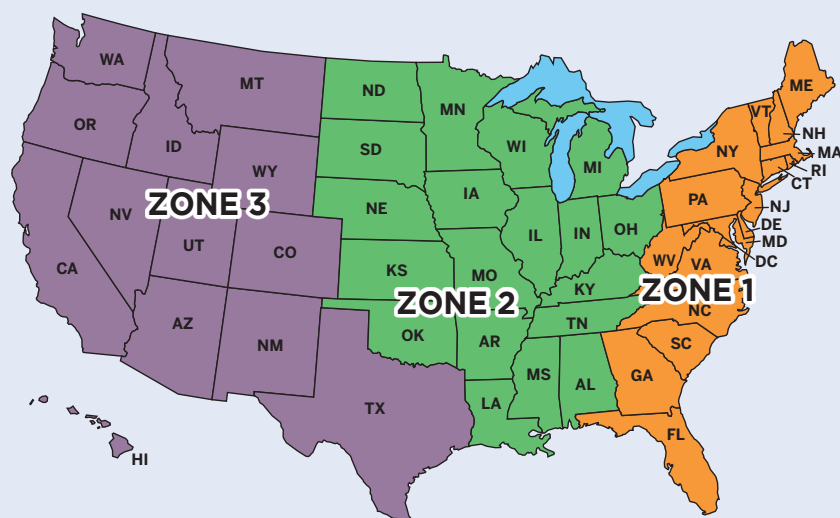 WA
MT
ND
MN
ME
VT
NH
OR
ID
SD
WI
MI
NY
MA
RI
CT
WY
ZONE 3
NE
IA
PA
NJ
NV
UT
CO
IL
IN
OH
DE
MD
DC
WV
VA
CA
KS
MO
KY
ZONE 2
ZONE 1
NC
AZ
NM
OK
AR
TN
SC
TX
LA
MS
AL
GA
FL
HI